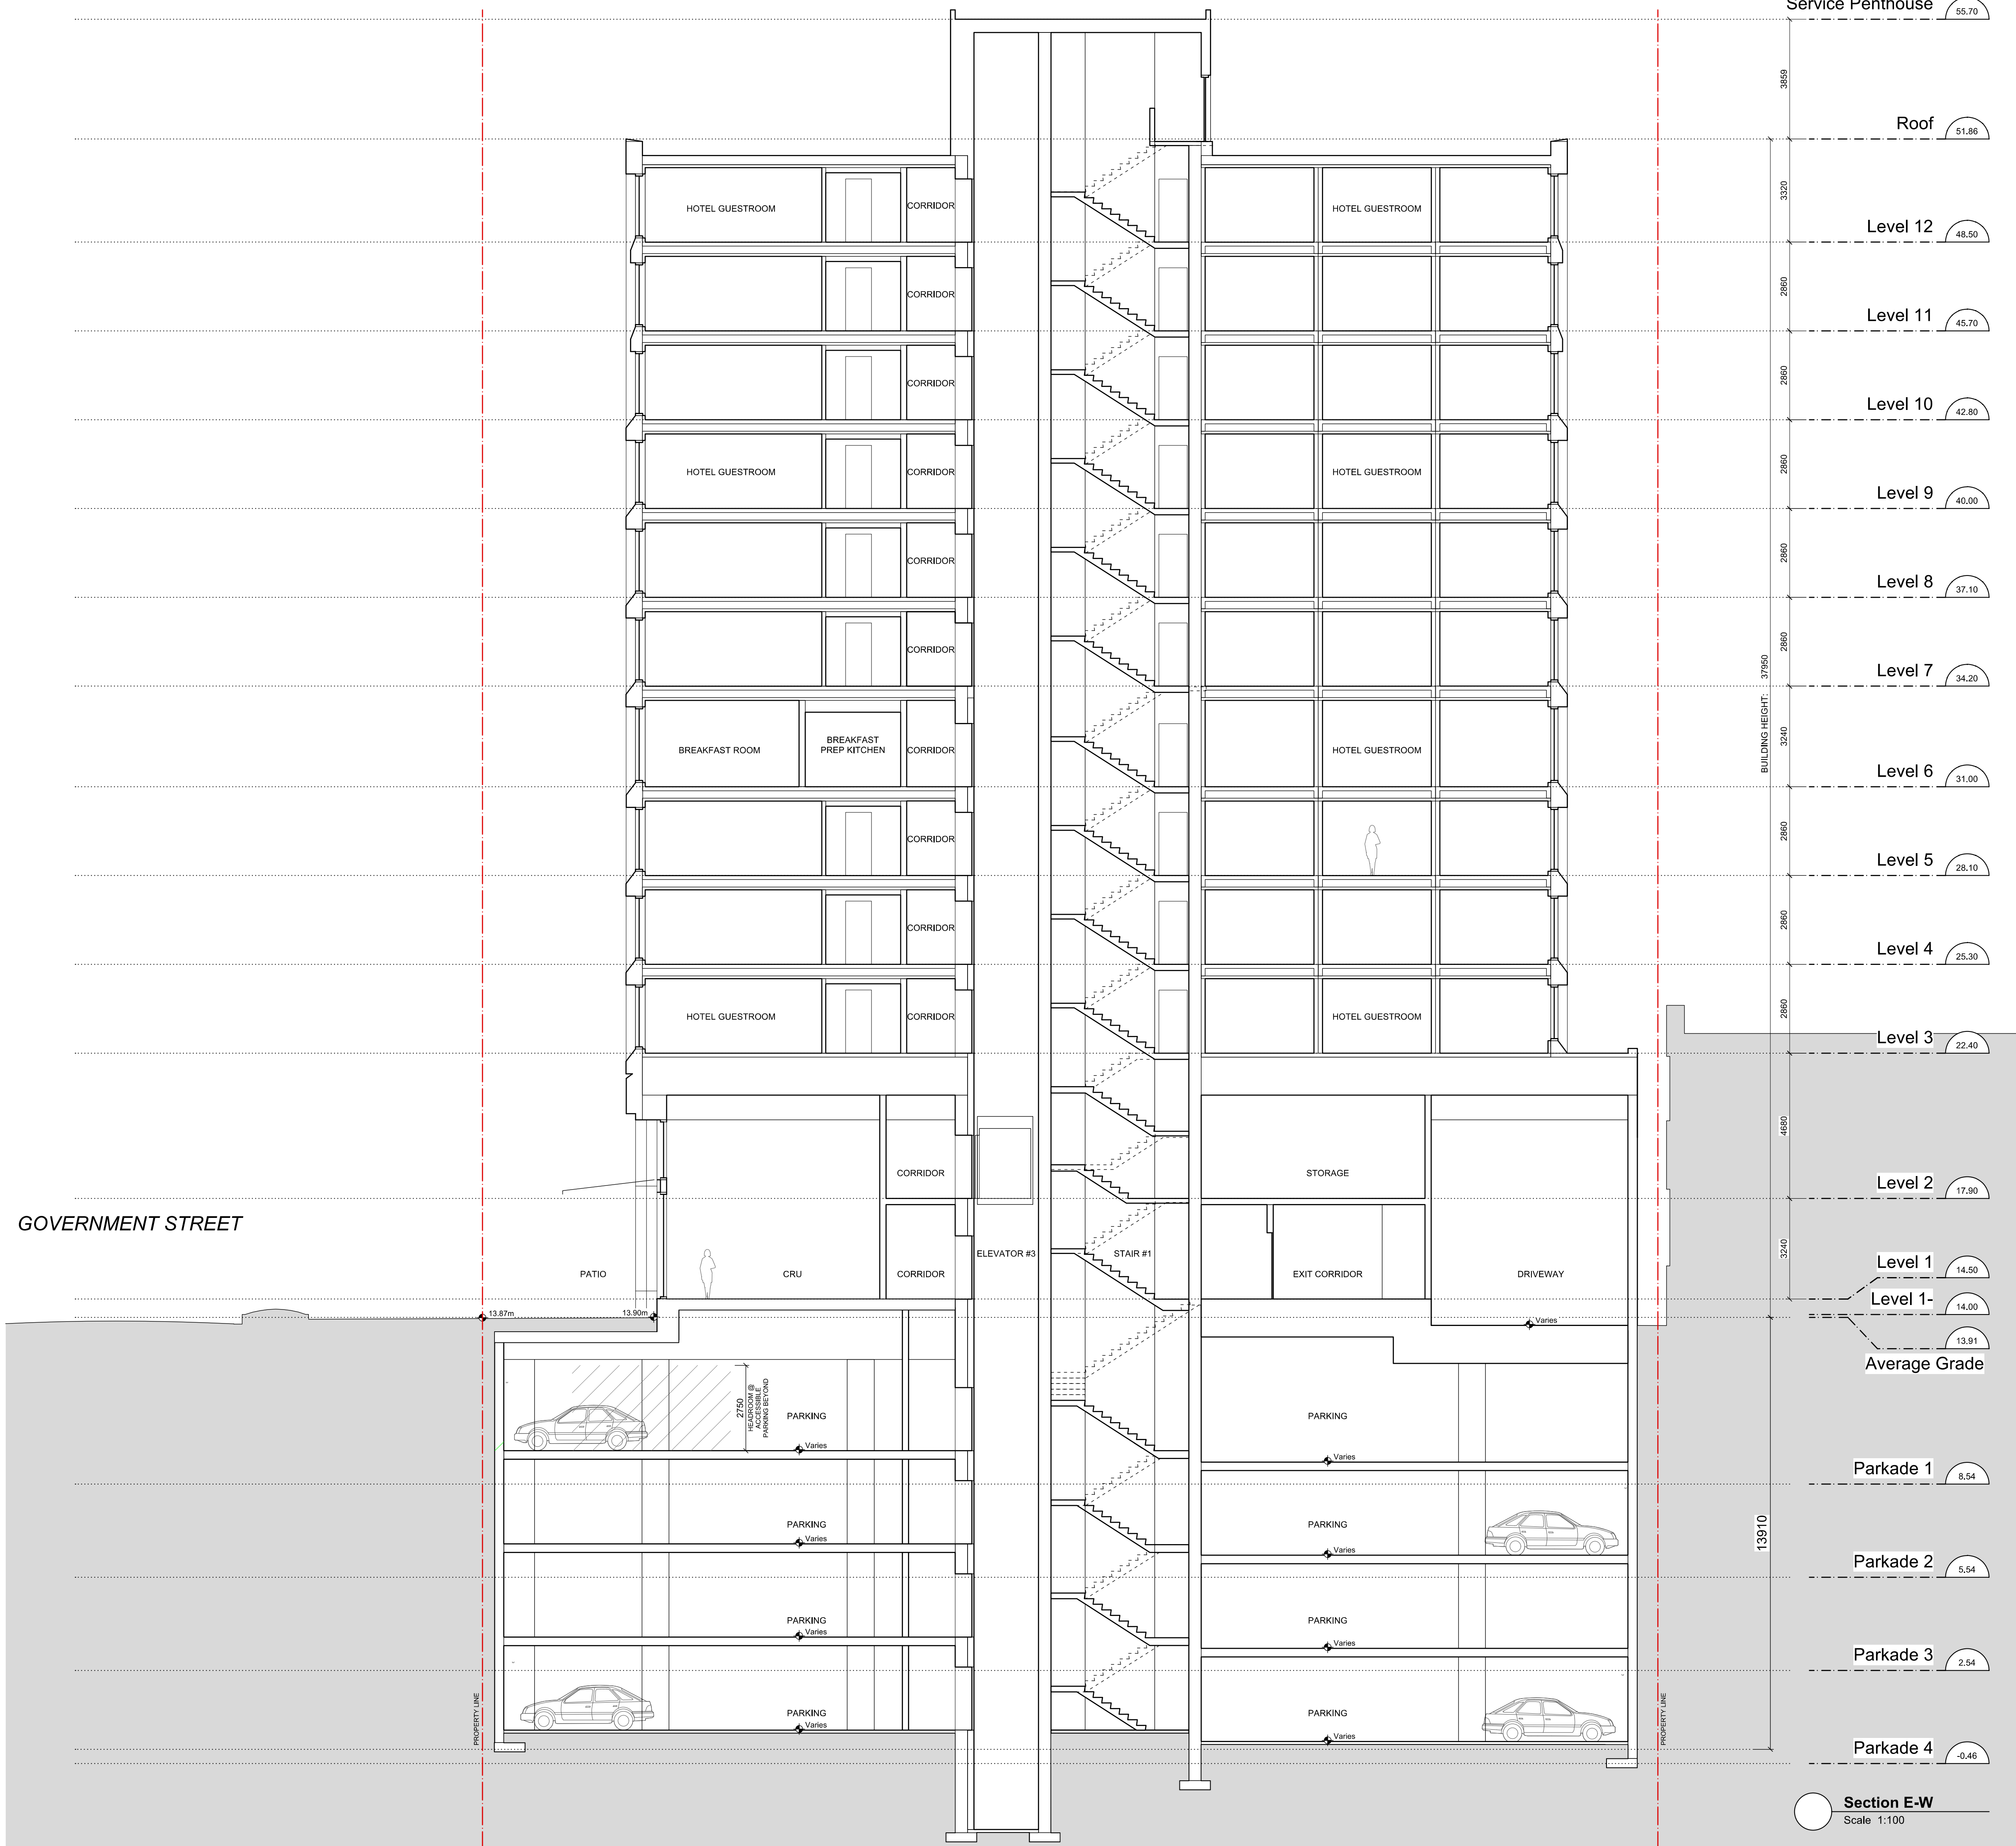 Service Penthouse 55.70
3859
Roof 51.86
3320
HOTEL GUESTROOM CORRIDOR HOTEL GUESTROOM
Level 12 48.50
2860
CORRIDOR
Level 11 45.70
2860
CORRIDOR
Level 10 42.80
2860
HOTEL GUESTROOM CORRIDOR HOTEL GUESTROOM
Level 9 40.00
2860
CORRIDOR
Level 8 37.10
2860
CORRIDOR
Level 7 34.20
BUILDING HEIGHT: 37950
3240
BREAKFAST ROOM
BREAKFAST
PREP KITCHEN
CORRIDOR
HOTEL GUESTROOM
Level 6 31.00
2860
CORRIDOR
Level 5 28.10
2860
CORRIDOR
Level 4 25.30
2860
HOTEL GUESTROOM CORRIDOR HOTEL GUESTROOM
Level 3 22.40
4680
CORRIDOR STORAGE
Level 2 17.90
GOVERNMENT STREET
3240
ELEVATOR #3 STAIR #1
Level 1 14.50
PATIO CRU CORRIDOR EXIT CORRIDOR DRIVEWAY
Level 1- 14.00
13.87m 13.90m
Varies
13.91
Average Grade
2750
HEADROOM @
ACCESSIBLE
PARKING BEYOND
PARKING PARKING
Varies
Varies
Parkade 1 8.54
PARKING PARKING
13910
Varies
Varies
Parkade 2 5.54
PARKING PARKING
Varies
Varies
Parkade 3 2.54
PROPERTY LINE
PROPERTY LINE
PARKING PARKING
Varies
Varies
Parkade 4 -0.46
Section E-W
Scale 1:100